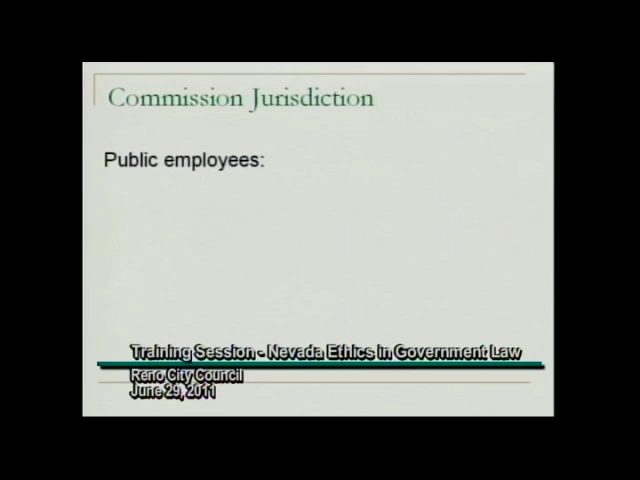 Commission Jurisdiction
Public employees:
Training Session - Nevada Ethics in Government Law
Reno City Council
June 29, 2011